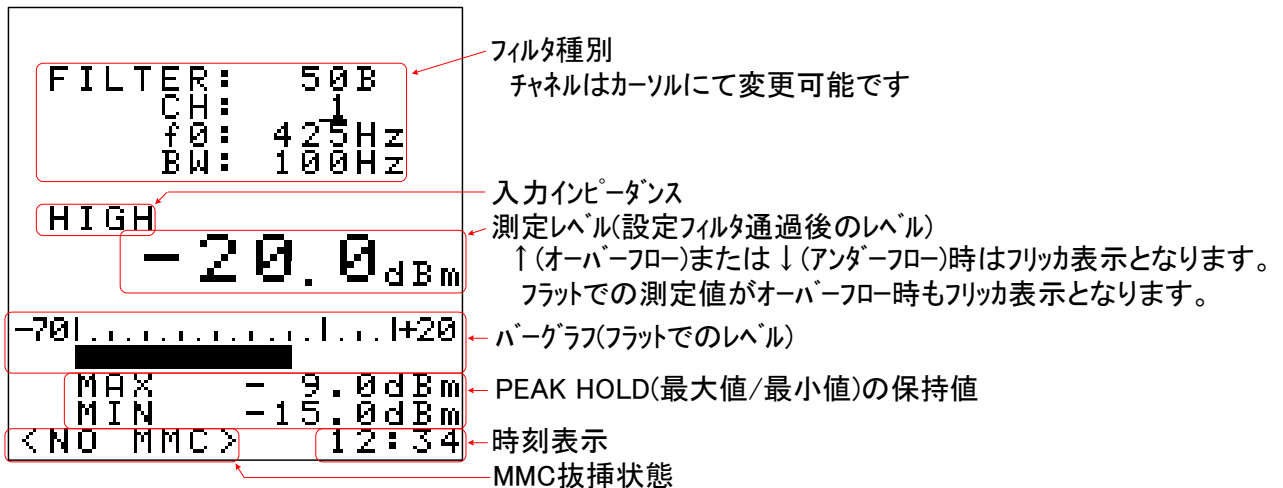 FILTER: 50B
CH: 1
f0: 425Hz
BW: 100Hz
HIGH
-20.0dBm
-70 +20
MAX - 9.0dBm
MIN -15.0dBm
<NO MMC> 12:34
フィルタ種別
チャネルはカーソルにて変更可能です
入力インピーダンス
測定レベル(設定フィルタ通過後のレベル)
↑(オーバーフロー)または↓(アンダーフロー)時はフリッカ表示となります。
フラットでの測定値がオーバーフロー時もフリッカ表示となります。
バーグラフ(フラットでのレベル)
PEAK HOLD(最大値/最小値)の保持値
時刻表示
MMC抜挿状態